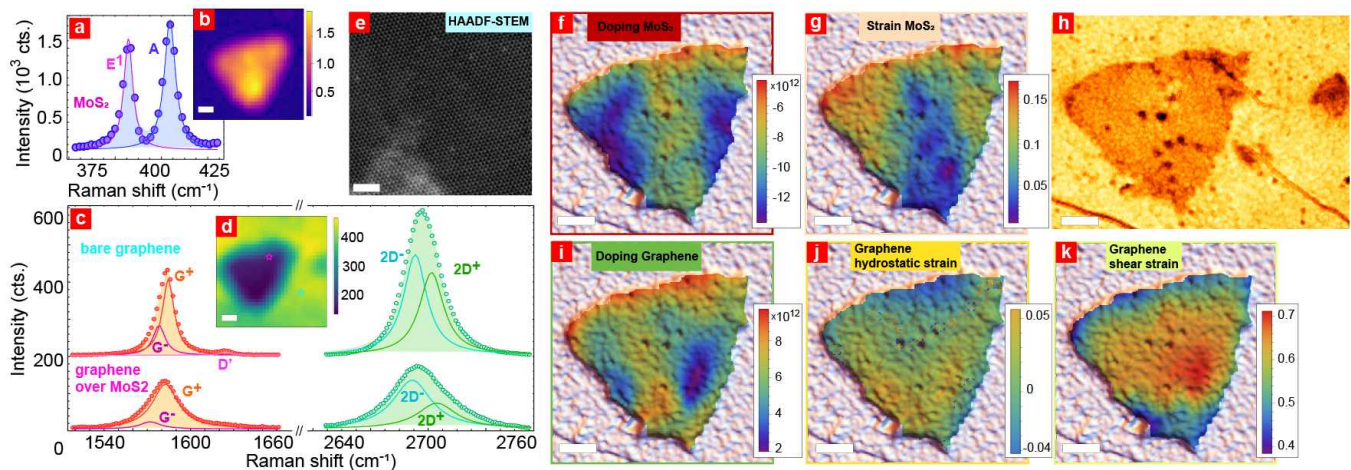 a
Intensity (10³ cts.)
1.5
1.0
0.5
0
E¹
A
MoS₂
375
400
425
Raman shift (cm⁻¹)
b
1.5
1.0
0.5
e
HAADF-STEM
c
Intensity (cts.)
600
400
200
0
bare graphene
G⁺
G⁻
D'
graphene
over MoS2
G⁺
G⁻
1540
1600
1660
//
//
d
400
300
200
2D⁻
2D⁺
2D⁻
2D⁺
2640
2700
2760
Raman shift (cm⁻¹)
f
Doping MoS₂
×10¹²
-6
-8
-10
-12
g
Strain MoS₂
0.15
0.10
0.05
h
i
Doping Graphene
×10¹²
8
6
4
2
j
Graphene
hydrostatic strain
0.05
0
-0.04
k
Graphene
shear strain
0.7
0.6
0.5
0.4